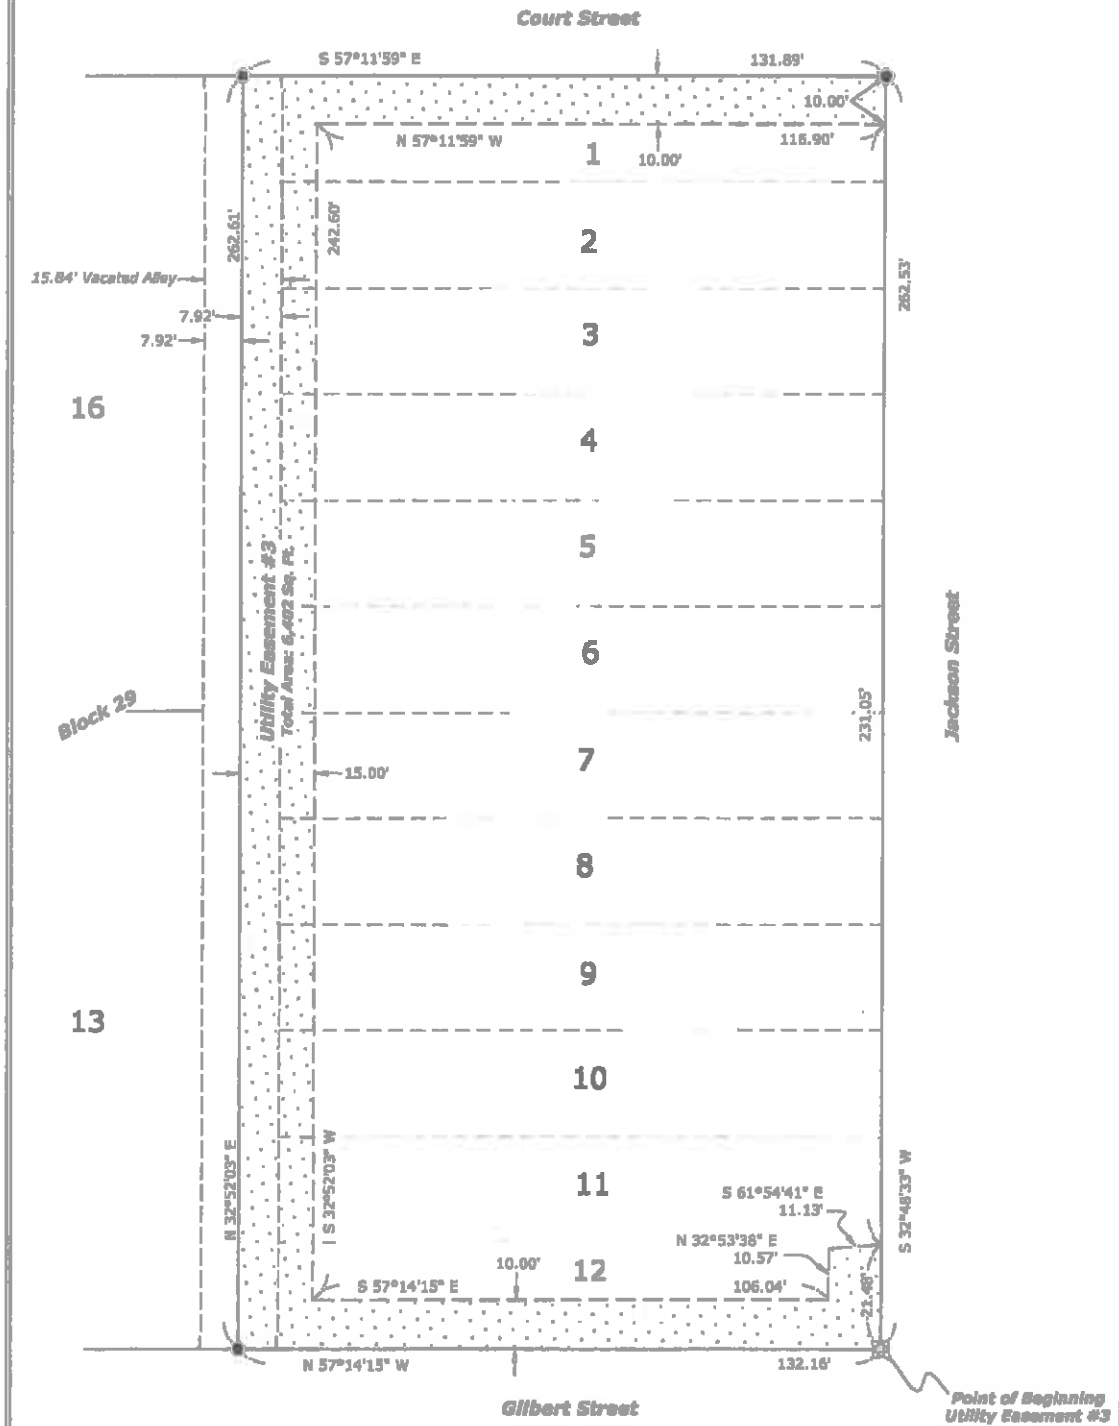 Court Street
S 57°11'59" E
131.89'
10.00'
N 57°11'59" W
116.90'
1
10.00'
262.61'
242.60'
2
15.84' Vacated Alley
262.53'
7.92'
3
7.92'
16
4
5
Utility Easement #3
Total Area: 6,402 Sq. Ft.
6
Jackson Street
Block 29
231.05'
7
15.00'
8
9
13
10
N 32°52'03" E
S 32°52'03" W
11
S 61°54'41" E
11.13'
S 32°48'33" W
N 32°53'38" E
10.57'
10.00'
12
S 57°14'15" E
106.04'
21.48'
N 57°14'15" W
132.16'
Gilbert Street
Point of Beginning
Utility Easement #3